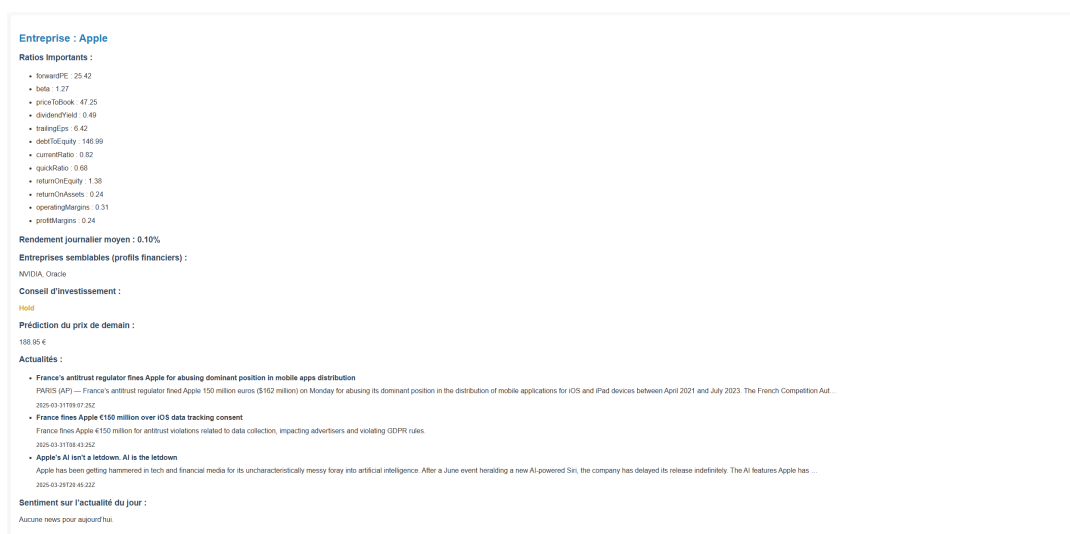 Entreprise : Apple
Ratios Importants :
• forwardPE : 25.42
• beta : 1.27
• priceToBook : 47.25
• dividendYield : 0.49
• trailingEps : 6.42
• debtToEquity : 146.99
• currentRatio : 0.82
• quickRatio : 0.68
• returnOnEquity : 1.38
• returnOnAssets : 0.24
• operatingMargins : 0.31
• profitMargins : 0.24
Rendement journalier moyen : 0.10%
Entreprises semblables (profils financiers) :
NVIDIA, Oracle
Conseil d'investissement :
Hold
Prédiction du prix de demain :
188.95 €
Actualités :
• France's antitrust regulator fines Apple for abusing dominant position in mobile apps distribution
PARIS (AP) — France's antitrust regulator fined Apple 150 million euros ($162 million) on Monday for abusing its dominant position in the distribution of mobile applications for iOS and iPad devices between April 2021 and July 2023. The French Competition Aut…
2025-03-31T09:07:25Z
• France fines Apple €150 million over iOS data tracking consent
France fines Apple €150 million for antitrust violations related to data collection, impacting advertisers and violating GDPR rules.
2025-03-31T08:43:25Z
• Apple's AI isn't a letdown. AI is the letdown
Apple has been getting hammered in tech and financial media for its uncharacteristically messy foray into artificial intelligence. After a June event heralding a new AI-powered Siri, the company has delayed its release indefinitely. The AI features Apple has …
2025-03-29T20:45:22Z
Sentiment sur l'actualité du jour :
Aucune news pour aujourd'hui.